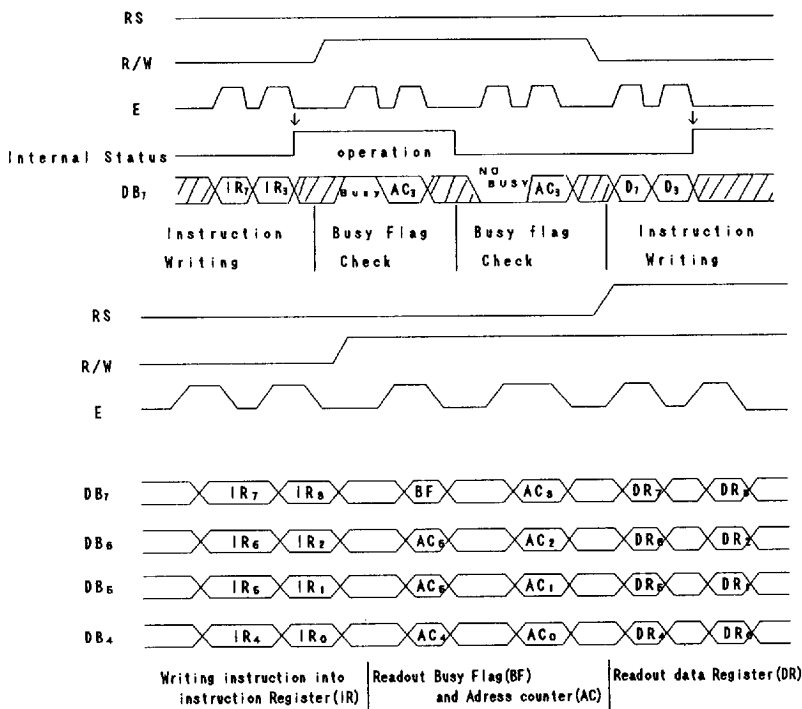 RS
R/W
E
Internal Status operation
DB₇ IR₇ IR₃ BUSY AC₃ NO BUSY AC₃ D₇ D₃
Instruction Writing
Busy Flag Check
Busy flag Check
Instruction Writing
RS
R/W
E
DB₇ IR₇ IR₃ BF AC₃ DR₇ DR₃
DB₆ IR₆ IR₂ AC₆ AC₂ DR₆ DR₂
DB₅ IR₅ IR₁ AC₅ AC₁ DR₅ DR₁
DB₄ IR₄ IR₀ AC₄ AC₀ DR₄ DR₀
Writing instruction into
instruction Register(IR)
Readout Busy Flag(BF)
and Adress counter(AC)
Readout data Register(DR)